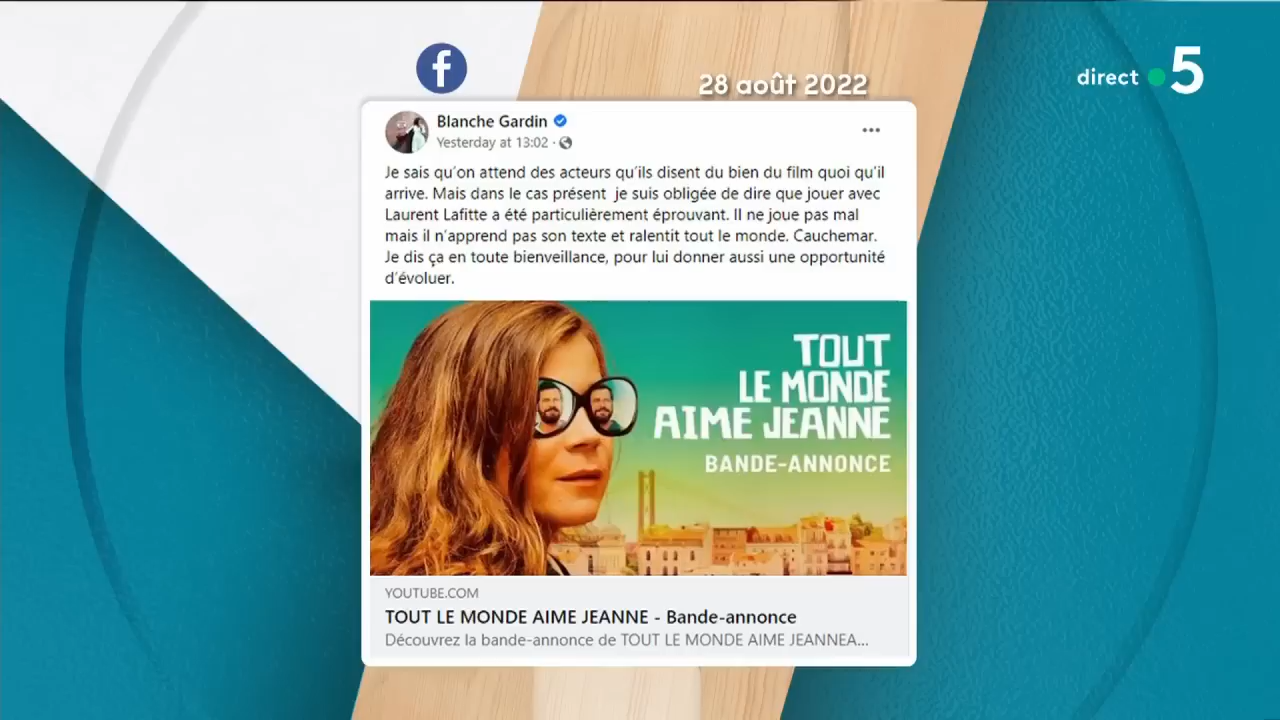 28 août 2022
direct 5
Blanche Gardin
Yesterday at 13:02 ·
Je sais qu'on attend des acteurs qu'ils disent du bien du film quoi qu'il
arrive. Mais dans le cas présent je suis obligée de dire que jouer avec
Laurent Lafitte a été particulièrement éprouvant. Il ne joue pas mal
mais il n'apprend pas son texte et ralentit tout le monde. Cauchemar.
Je dis ça en toute bienveillance, pour lui donner aussi une opportunité
d'évoluer.
TOUT
LE MONDE
AIME JEANNE
BANDE-ANNONCE
YOUTUBE.COM
TOUT LE MONDE AIME JEANNE - Bande-annonce
Découvrez la bande-annonce de TOUT LE MONDE AIME JEANNEA...